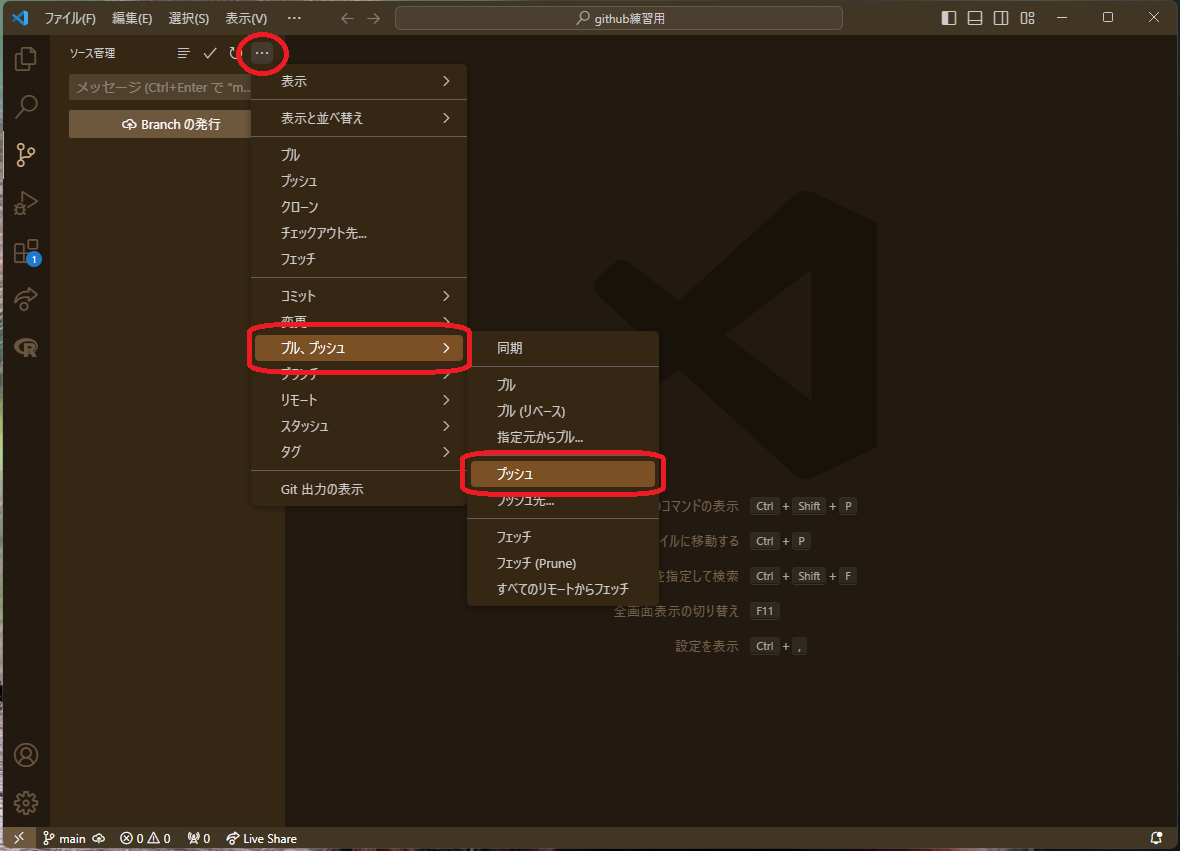 ファイル(F) 編集(E) 選択(S) 表示(V) ··· github練習用
ソース管理 ···
メッセージ (Ctrl+Enter で "m...
Branch の発行
表示
表示と並べ替え
プル
プッシュ
クローン
チェックアウト先...
フェッチ
コミット
変更
プル、プッシュ
ブランチ
リモート
スタッシュ
タグ
Git 出力の表示
同期
プル
プル (リベース)
指定元からプル...
プッシュ
プッシュ先...
フェッチ
フェッチ (Prune)
すべてのリモートからフェッチ
コマンドの表示 Ctrl + Shift + P
イルに移動する Ctrl + P
を指定して検索 Ctrl + Shift + F
全画面表示の切り替え F11
設定を表示 Ctrl + ,
1
main 0 0 0 Live Share